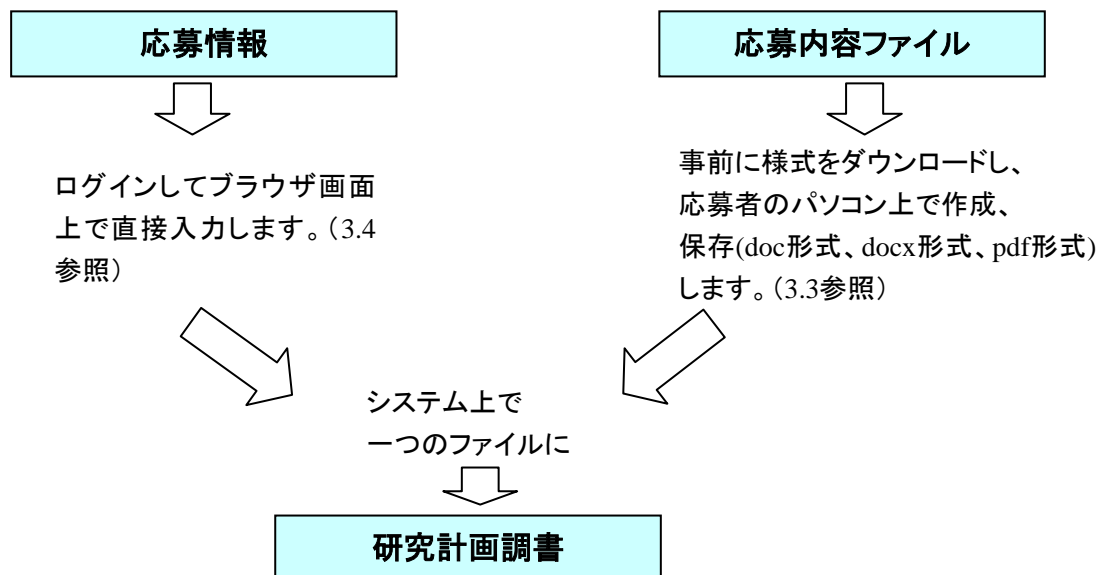 応募情報
応募内容ファイル
ログインしてブラウザ画面
上で直接入力します。（3.4
参照）
事前に様式をダウンロードし、
応募者のパソコン上で作成、
保存(doc形式、docx形式、pdf形式)
します。（3.3参照）
システム上で
一つのファイルに
研究計画調書